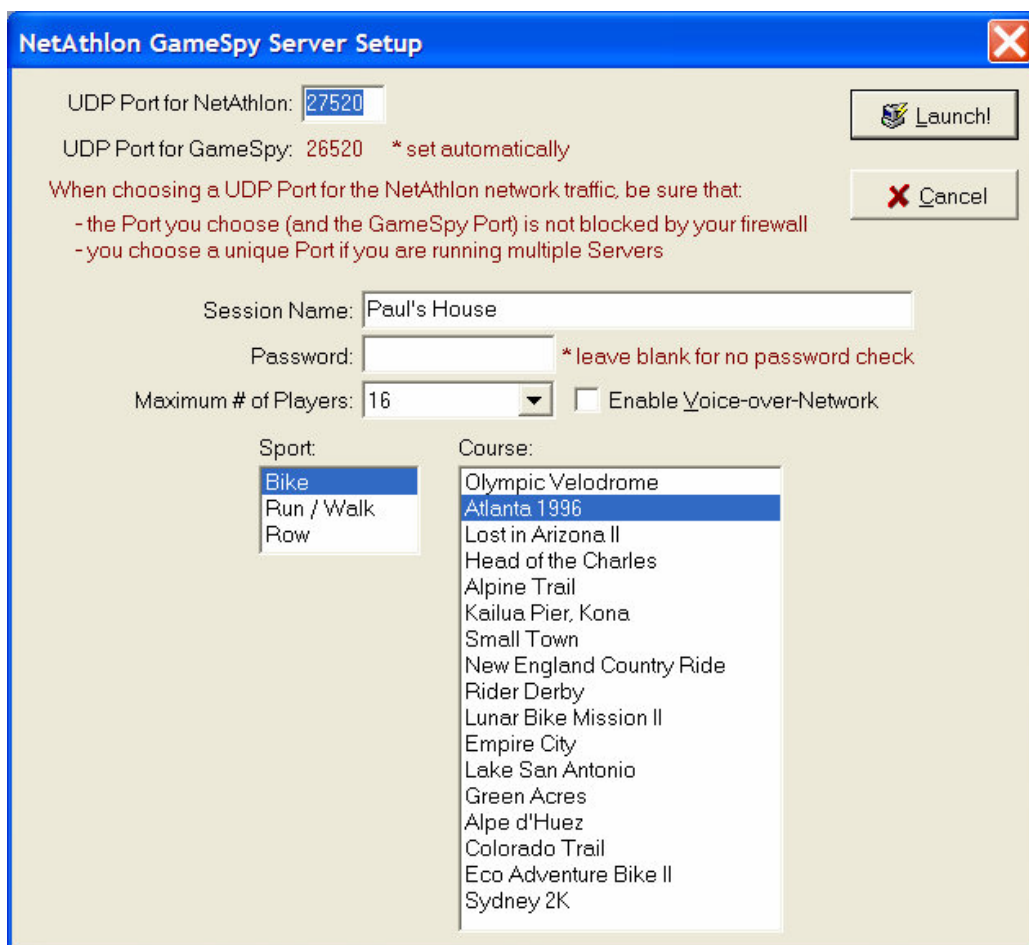 NetAthlon GameSpy Server Setup
UDP Port for NetAthlon: 27520
Launch!
UDP Port for GameSpy: 26520 * set automatically
When choosing a UDP Port for the NetAthlon network traffic, be sure that:
Cancel
- the Port you choose (and the GameSpy Port) is not blocked by your firewall
- you choose a unique Port if you are running multiple Servers
Session Name: Paul's House
Password: * leave blank for no password check
Maximum # of Players: 16 Enable Voice-over-Network
Sport:
Bike
Run / Walk
Row
Course:
Olympic Velodrome
Atlanta 1996
Lost in Arizona II
Head of the Charles
Alpine Trail
Kailua Pier, Kona
Small Town
New England Country Ride
Rider Derby
Lunar Bike Mission II
Empire City
Lake San Antonio
Green Acres
Alpe d'Huez
Colorado Trail
Eco Adventure Bike II
Sydney 2K